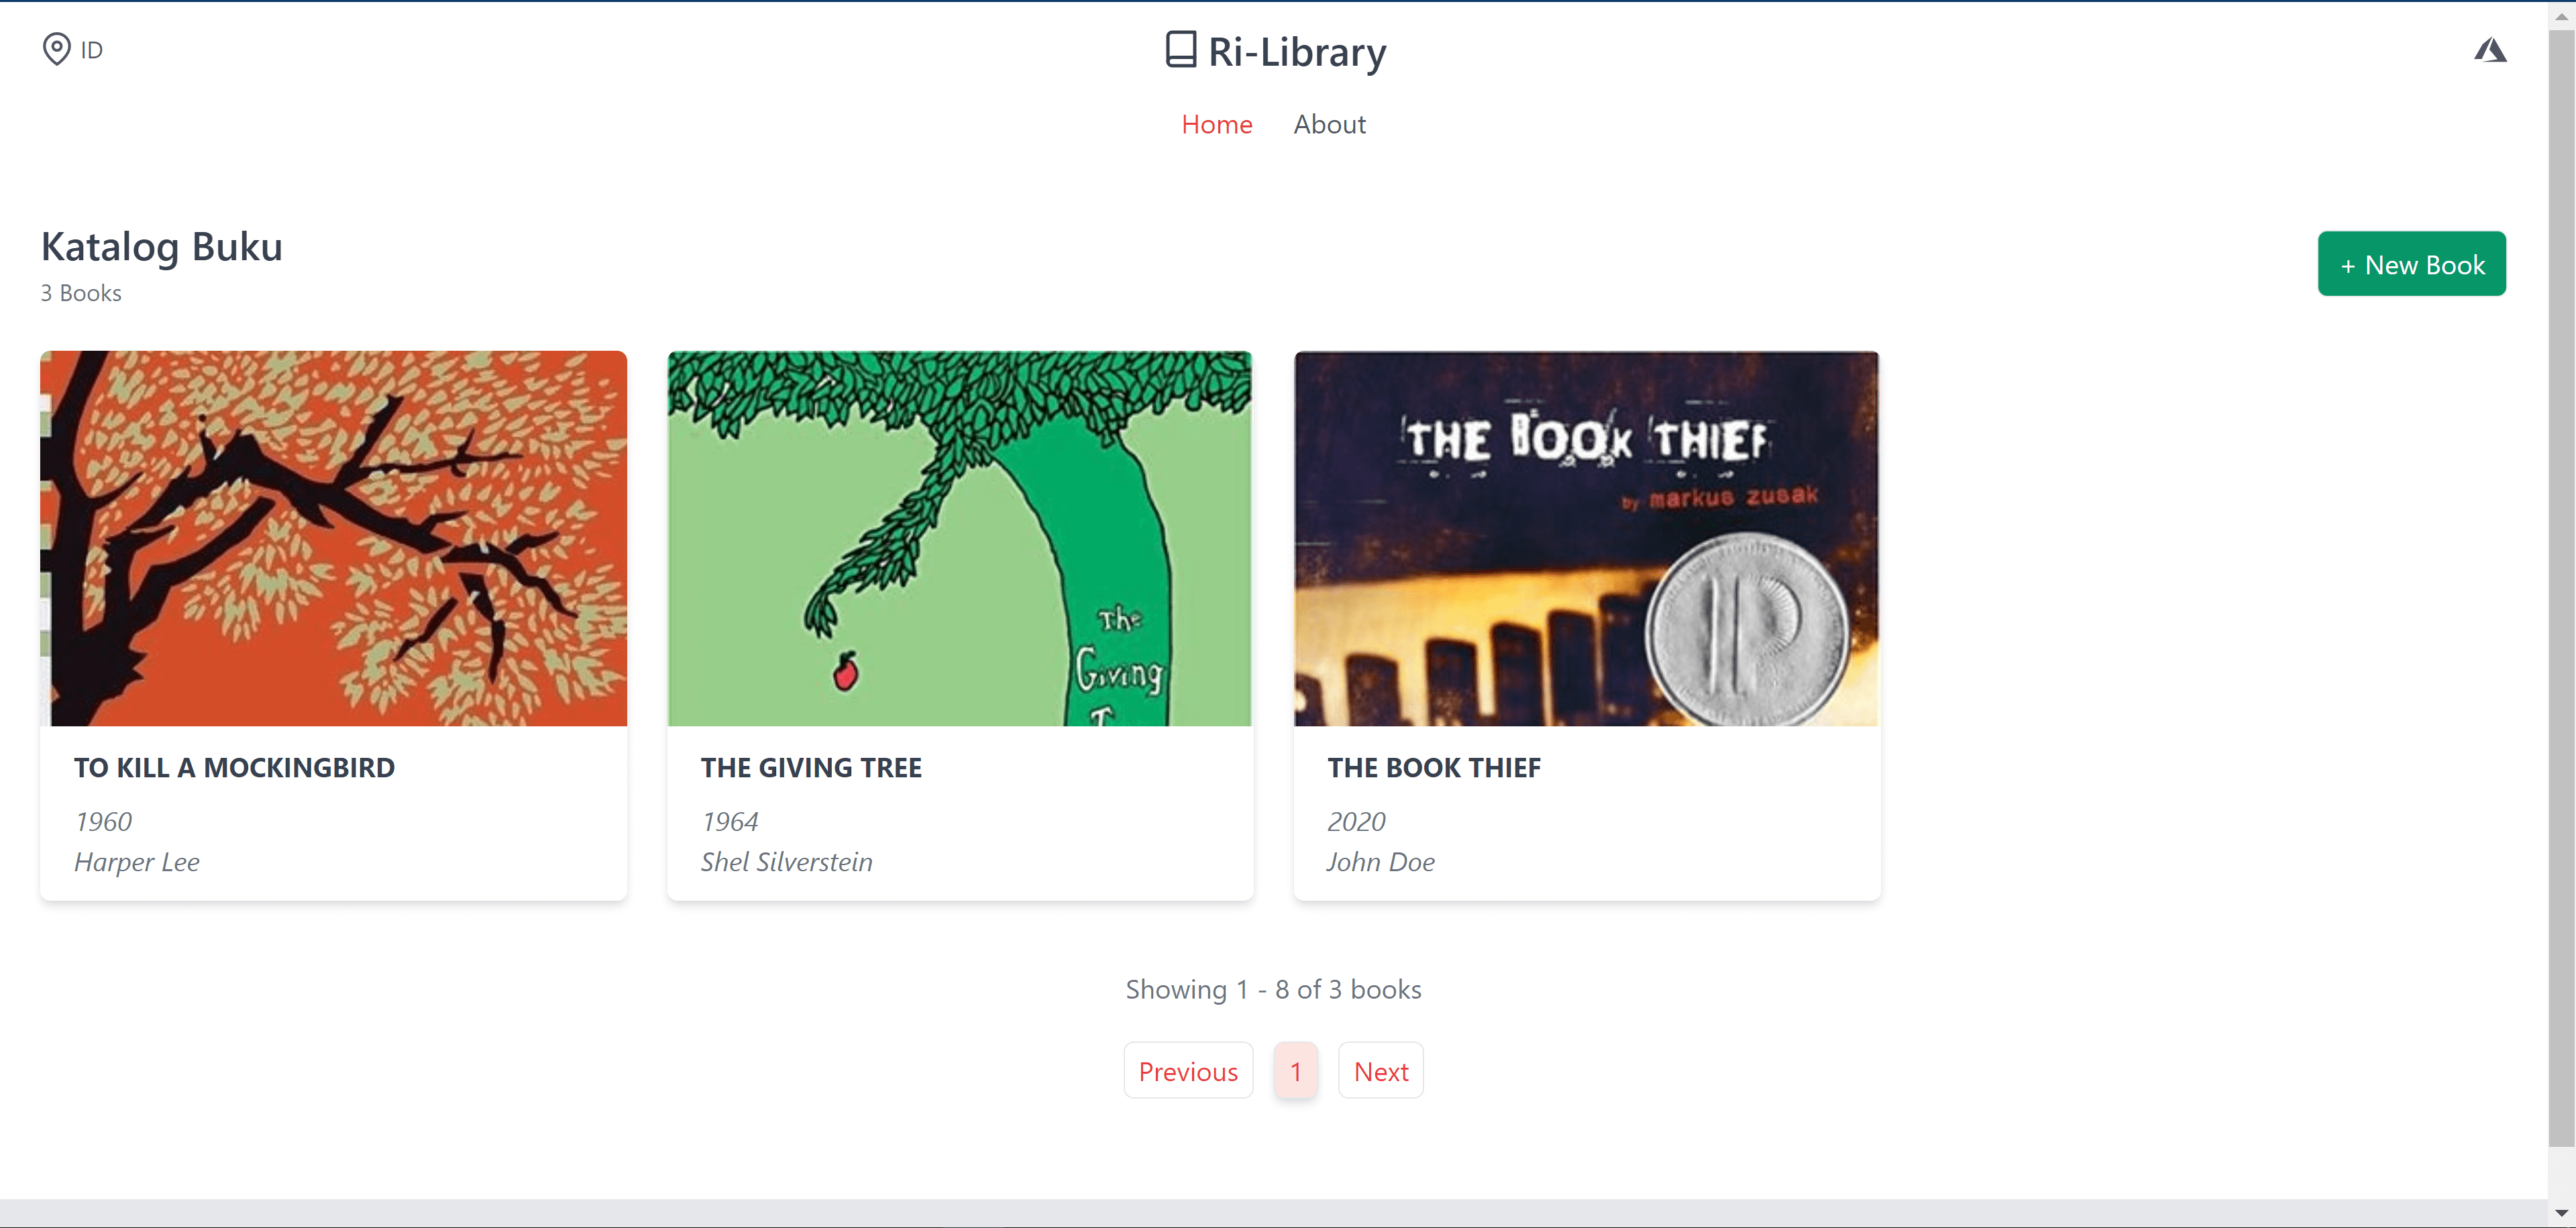 ID
Ri-Library
Home About
Katalog Buku
3 Books
+ New Book
THE BOOK THIEF
by markus zusak
The
Giving
T
TO KILL A MOCKINGBIRD
1960
Harper Lee
THE GIVING TREE
1964
Shel Silverstein
THE BOOK THIEF
2020
John Doe
Showing 1 - 8 of 3 books
Previous 1 Next